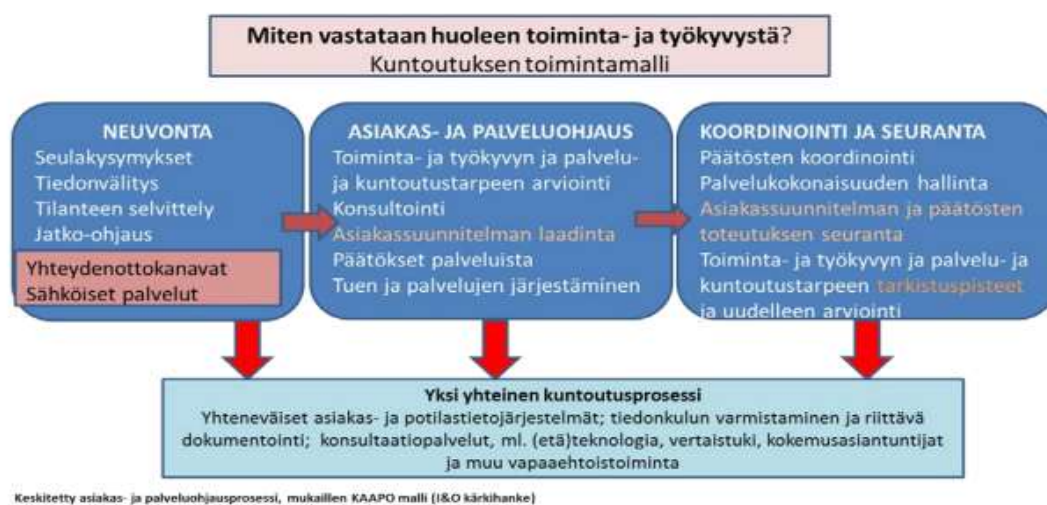 Miten vastataan huoleen toiminta- ja työkyvystä?
Kuntoutuksen toimintamalli
NEUVONTA
Seulakysymykset
Tiedonvälitys
Tilanteen selvittely
Jatko-ohjaus
Yhteydenottokanavat
Sähköiset palvelut
ASIAKAS- JA PALVELUOHJAUS
Toiminta- ja työkyvyn ja palvelu-
ja kuntoutustarpeen arviointi
Konsultointi
Asiakassuunnitelman laadinta
Päätökset palveluista
Tuen ja palvelujen järjestäminen
KOORDINOINTI JA SEURANTA
Päätösten koordinointi
Palvelukokonaisuuden hallinta
Asiakassuunnitelman ja päätösten
toteutuksen seuranta
Toiminta- ja työkyvyn ja palvelu- ja
kuntoutustarpeen tarkistuspisteet
ja uudelleen arviointi
Yksi yhteinen kuntoutusprosessi
Yhteneväiset asiakas- ja potilastietojärjestelmät; tiedonkulun varmistaminen ja riittävä
dokumentointi; konsultaatiopalvelut, ml. (etä)teknologia, vertaistuki, kokemusasiantuntijat
ja muu vapaaehtoistoiminta
Keskitetty asiakas- ja palveluohjausprosessi, mukaillen KAAPO malli (I&O kärkihanke)